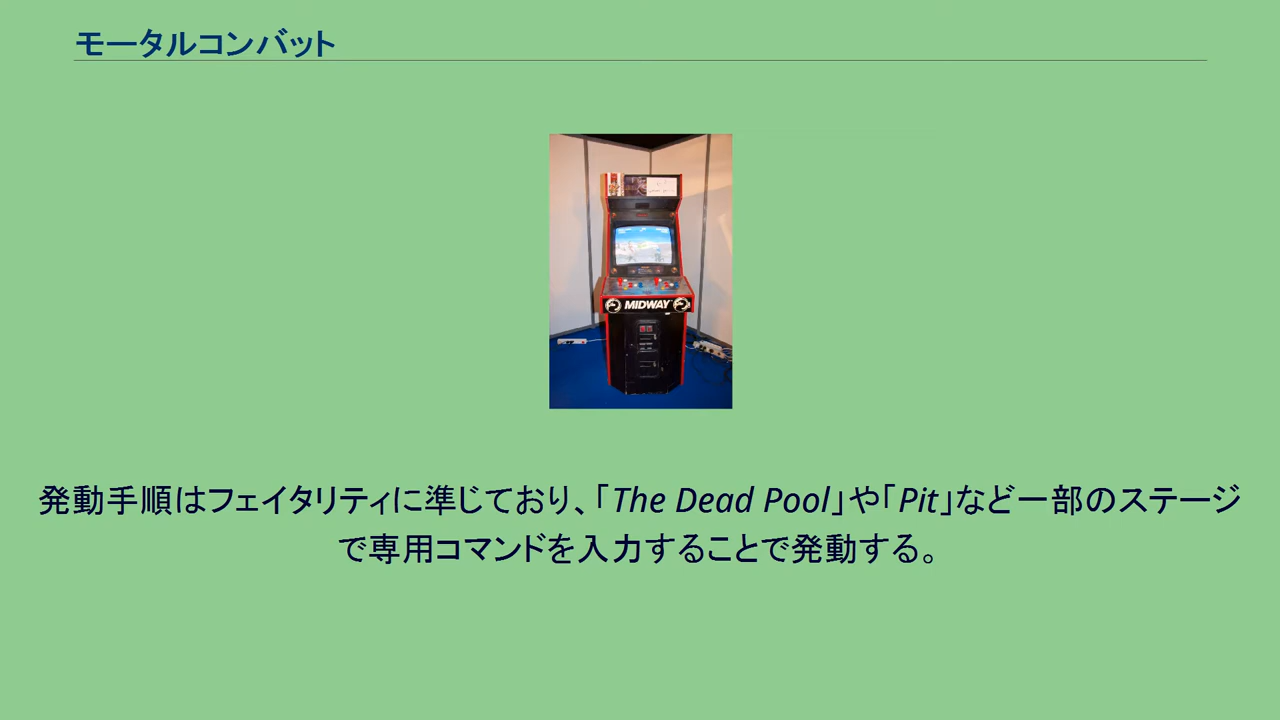 モータルコンバット
MIDWAY
発動手順はフェイタリティに準じており、「The Dead Pool」や「Pit」など一部のステージ
で専用コマンドを入力することで発動する。